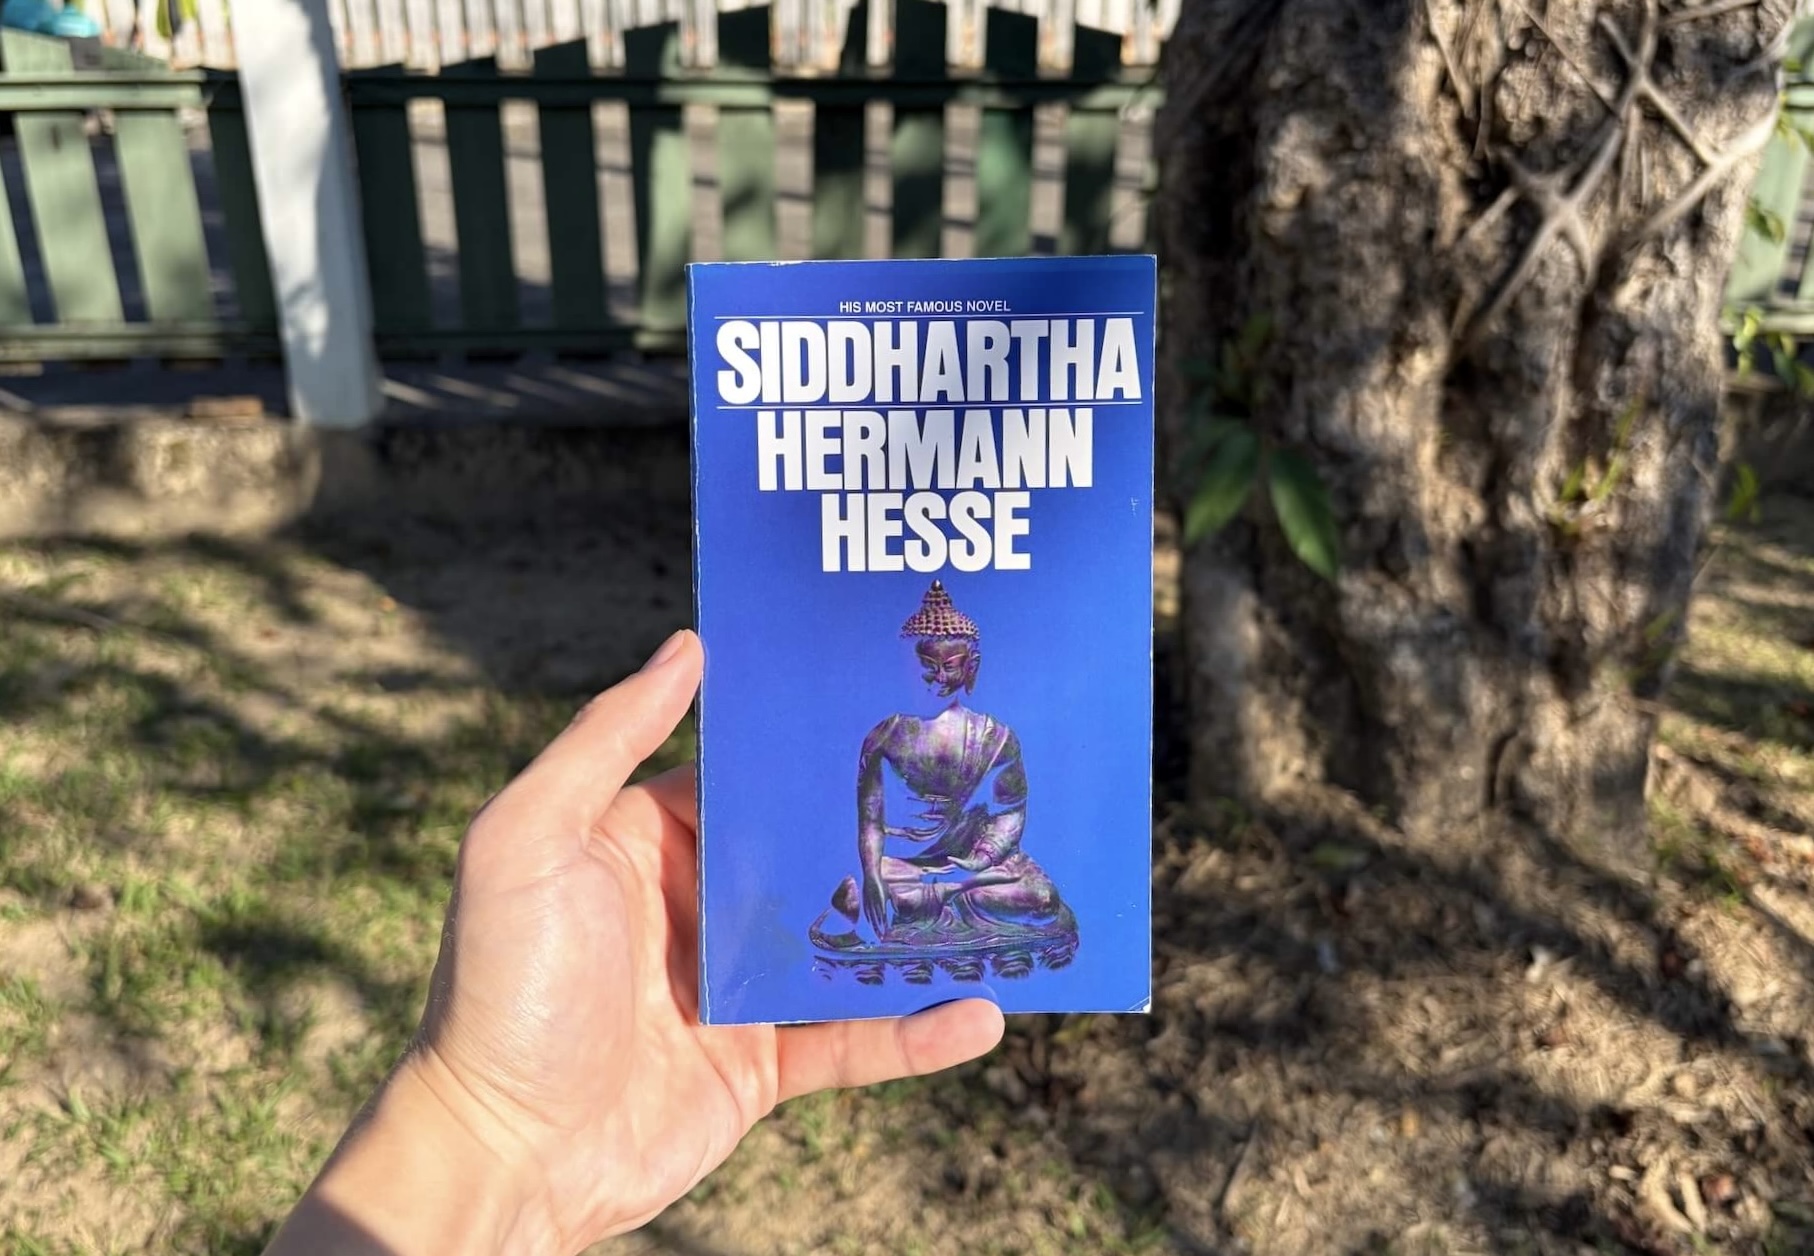 HIS MOST FAMOUS NOVEL
SIDDHARTHA
HERMANN
HESSE